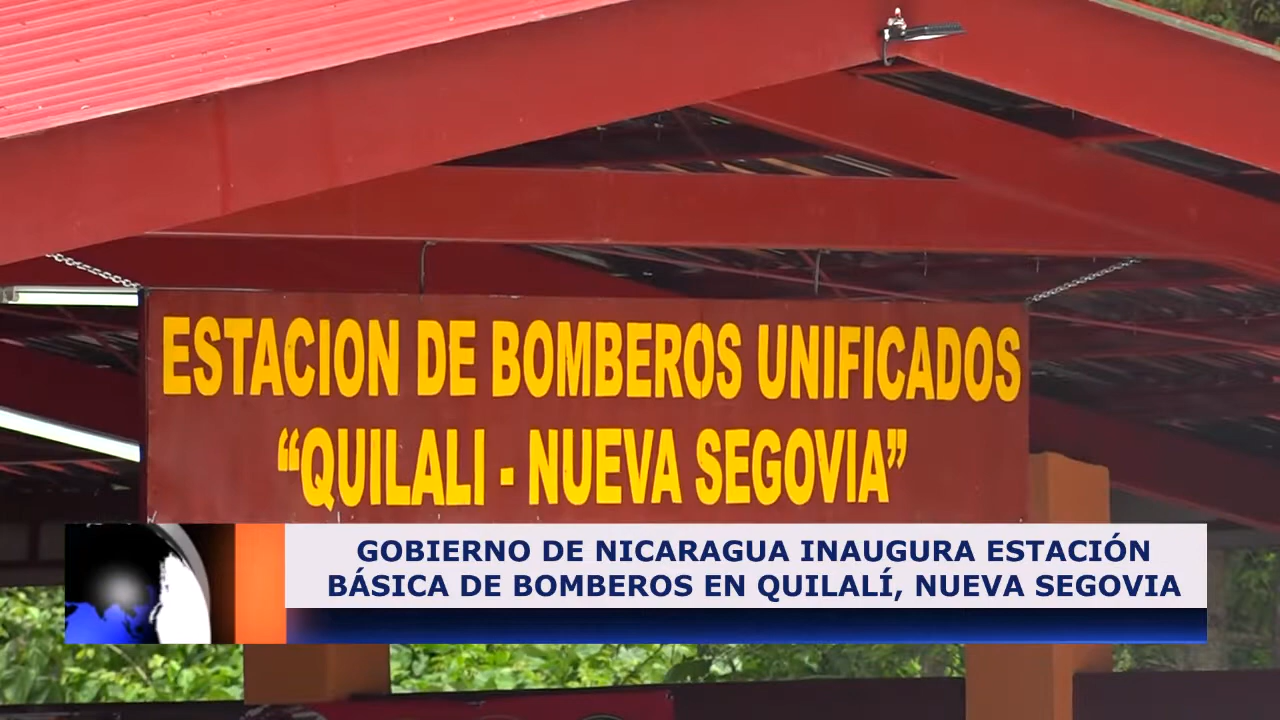 ESTACION DE BOMBEROS UNIFICADOS
“QUILALI - NUEVA SEGOVIA”
GOBIERNO DE NICARAGUA INAUGURA ESTACIÓN
BÁSICA DE BOMBEROS EN QUILALÍ, NUEVA SEGOVIA